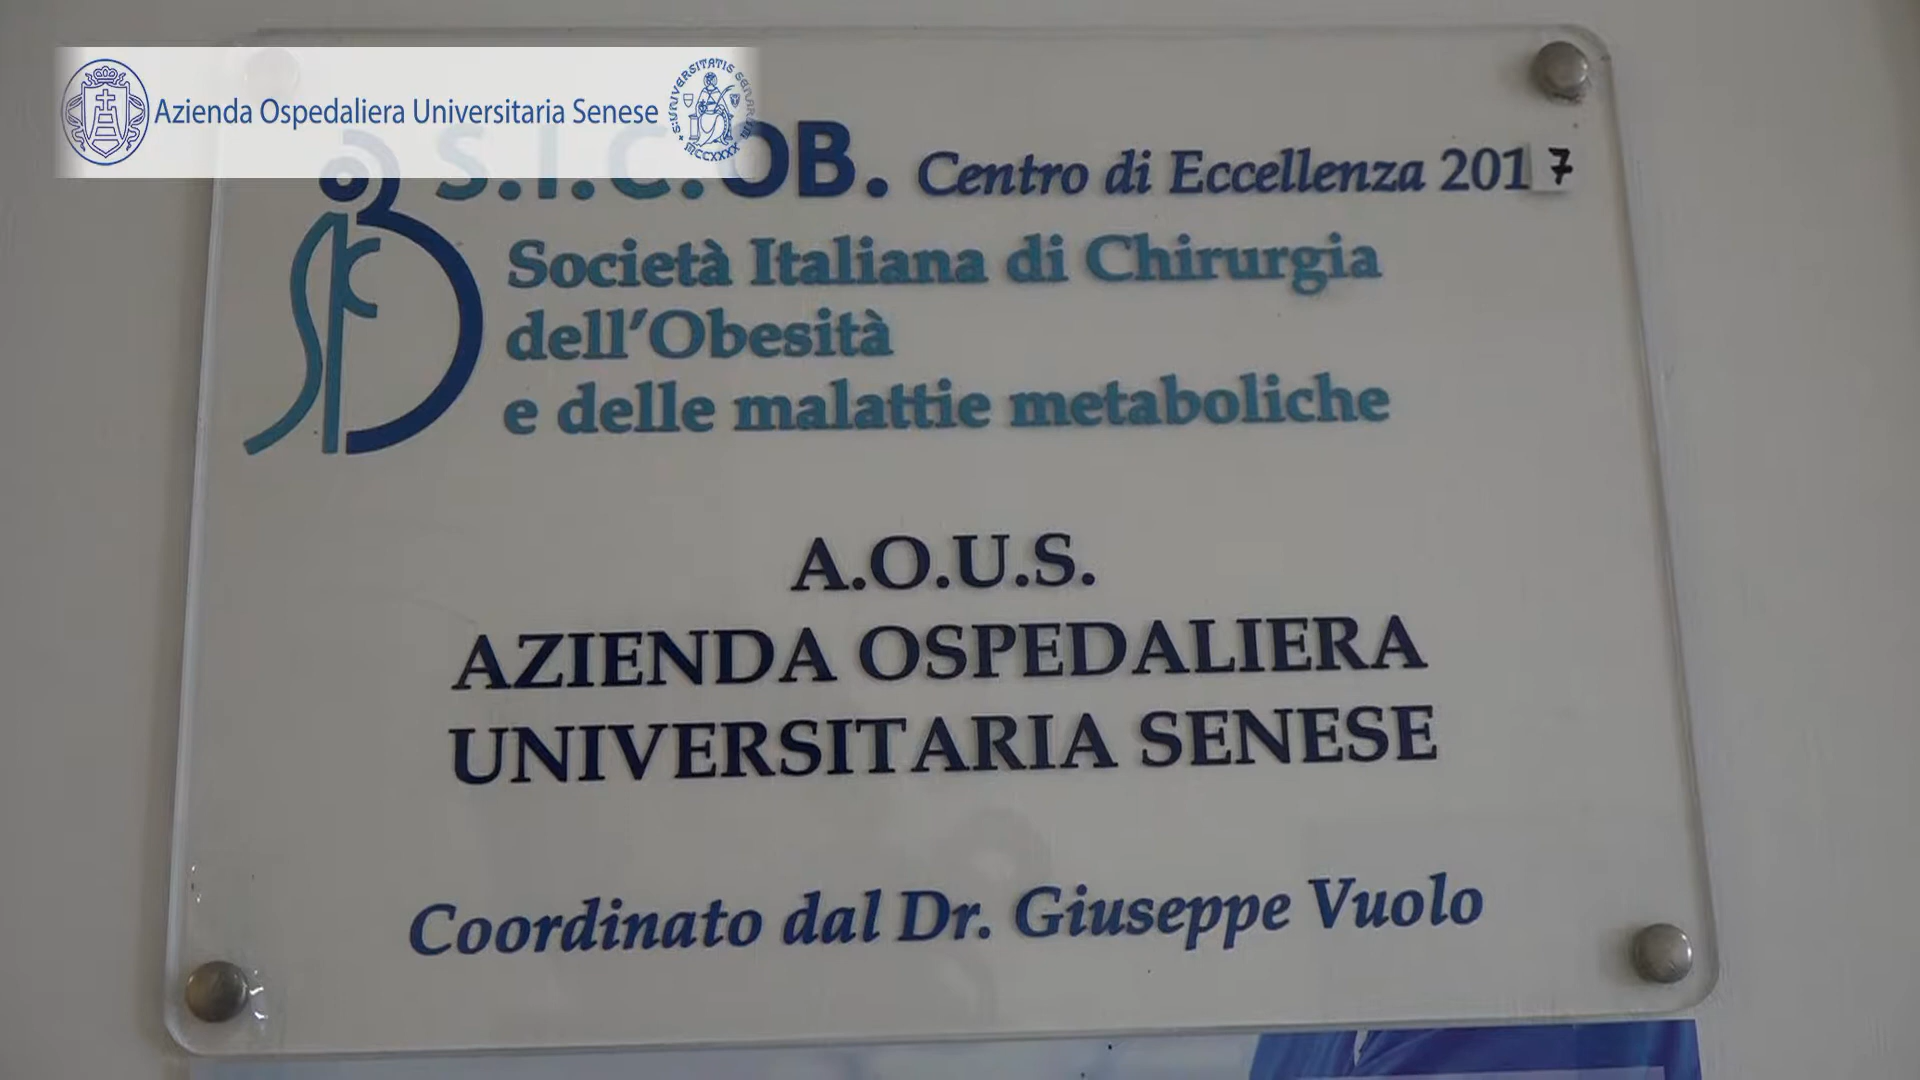 Azienda Ospedaliera Universitaria Senese
S.I.C.OB. Centro di Eccellenza 2017
Società Italiana di Chirurgia
dell'Obesità
e delle malattie metaboliche
A.O.U.S.
AZIENDA OSPEDALIERA
UNIVERSITARIA SENESE
Coordinato dal Dr. Giuseppe Vuolo